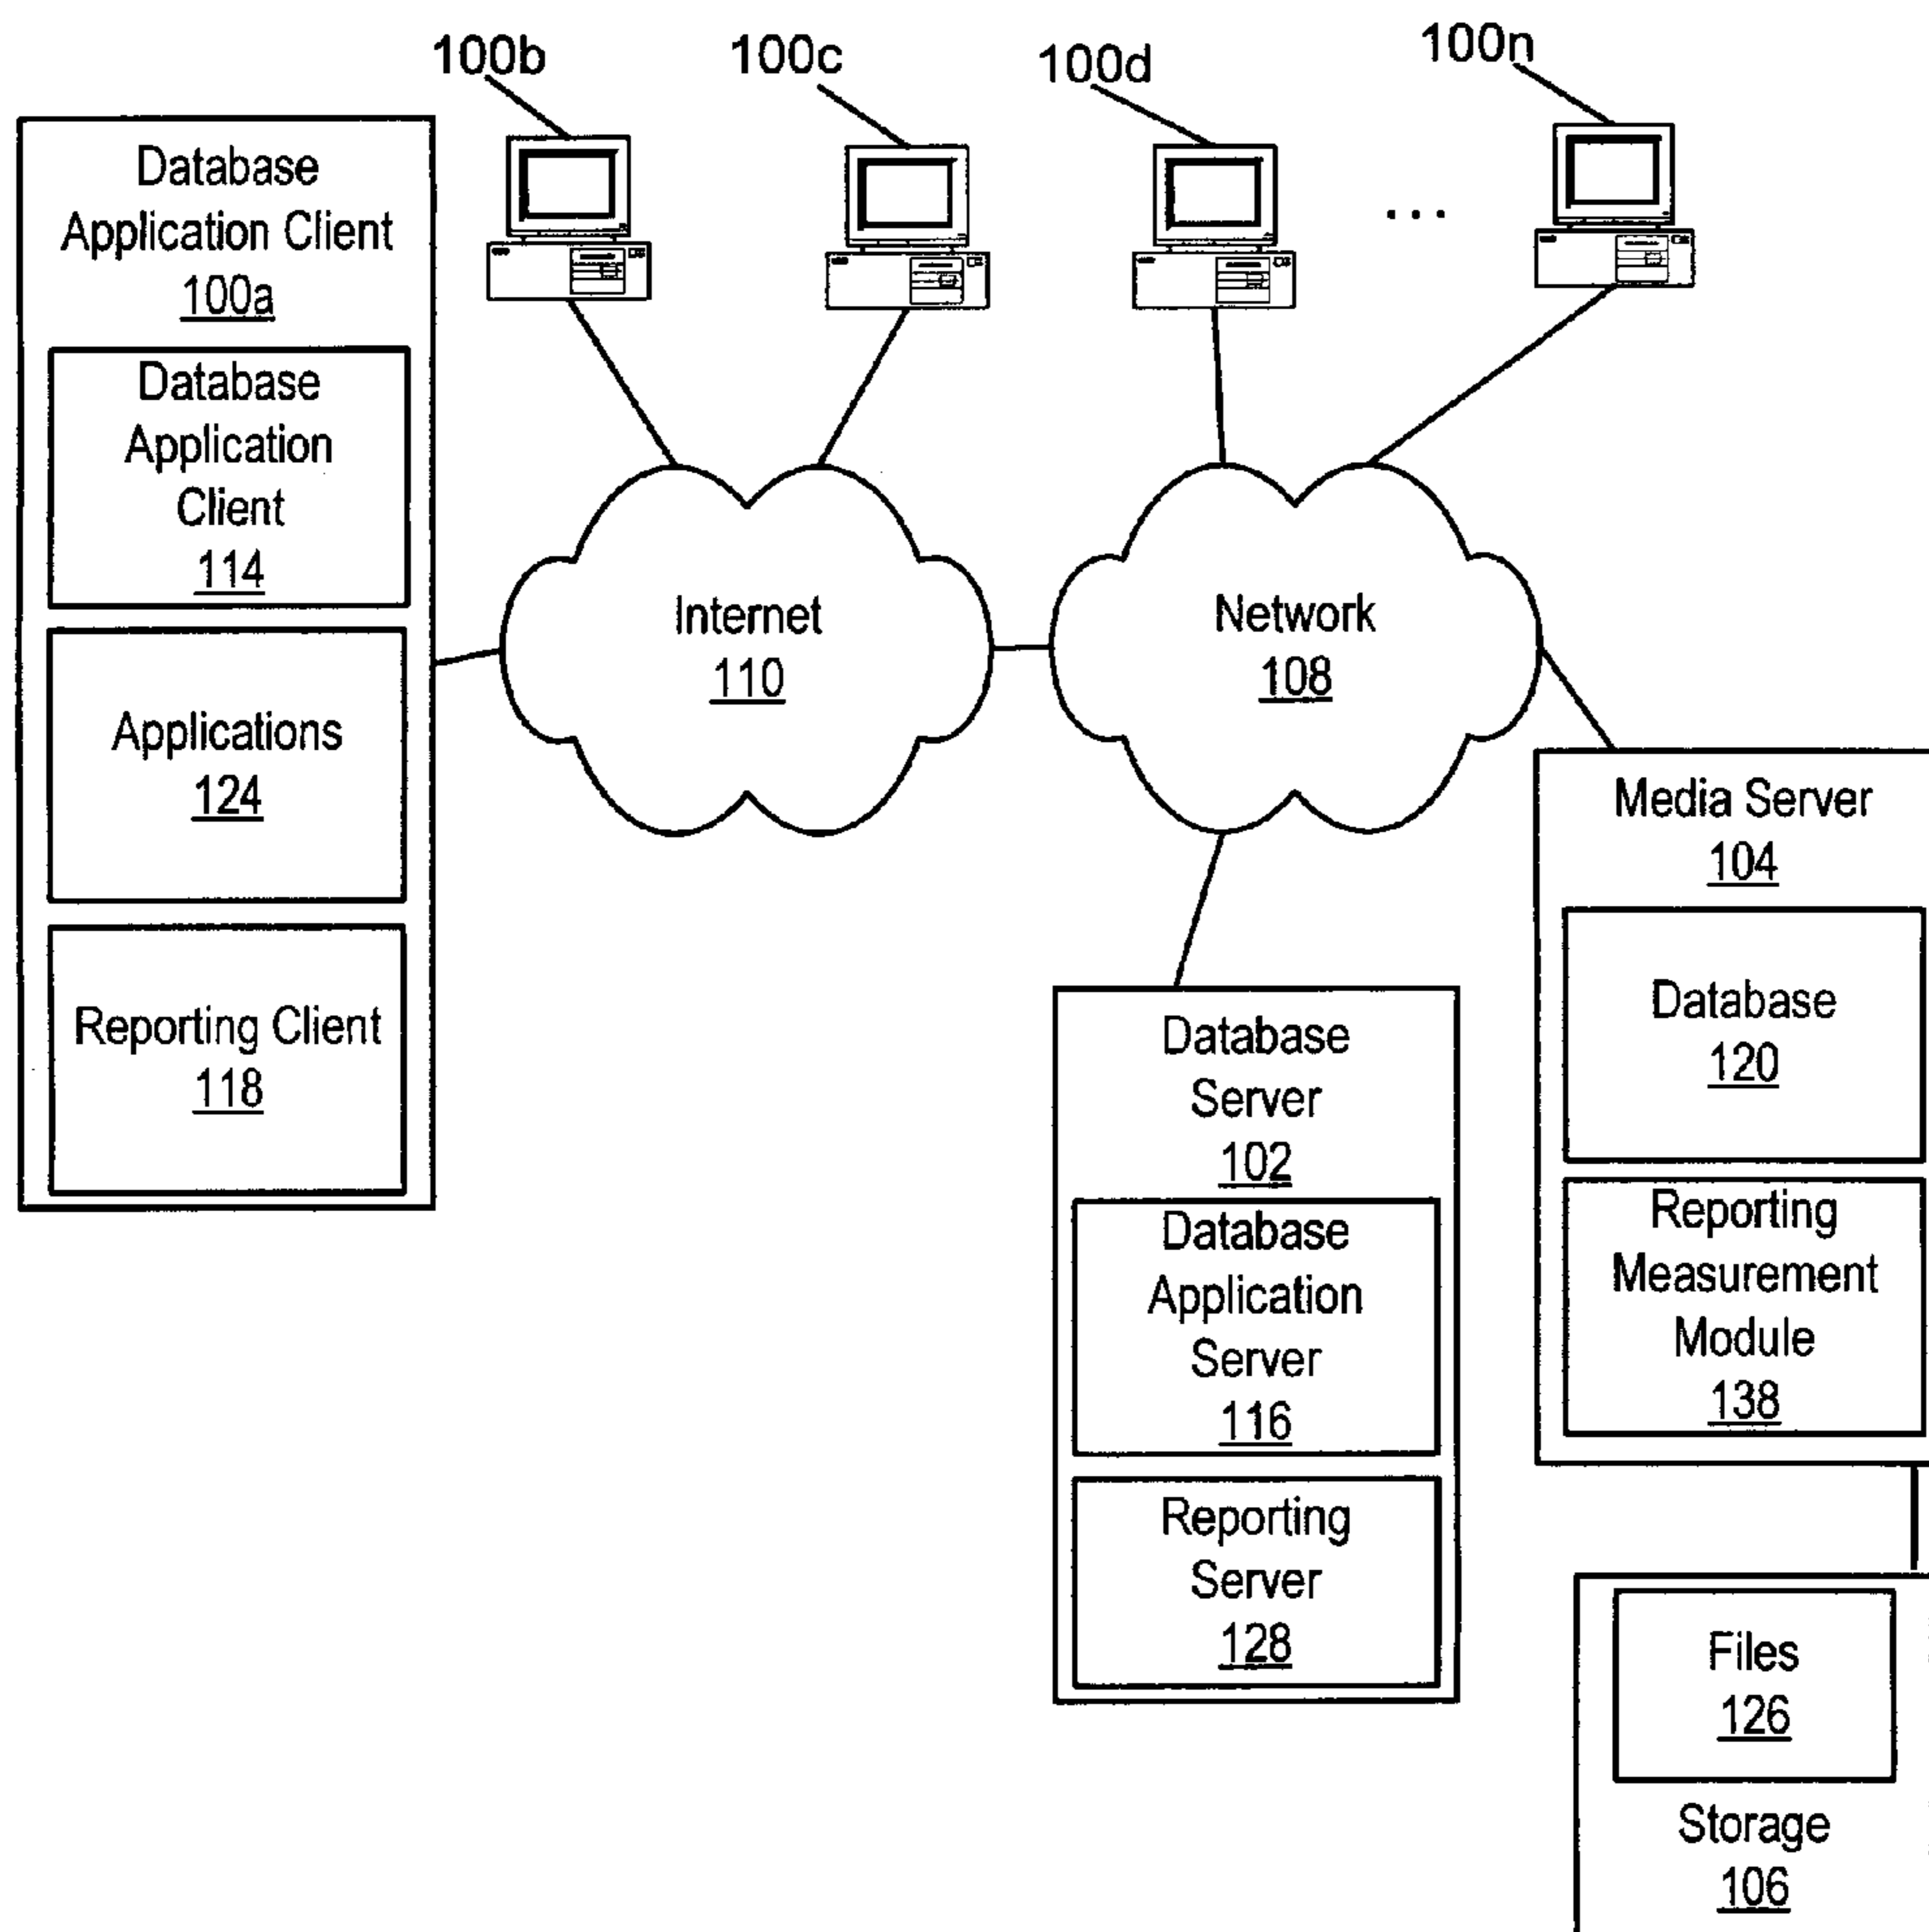 100b
100c
100d
100n
...
Database
Application Client
100a
Database
Application
Client
114
Applications
124
Reporting Client
118
Internet
110
Network
108
Media Server
104
Database
120
Reporting
Measurement
Module
138
Database
Server
102
Database
Application
Server
116
Reporting
Server
128
Files
126
Storage
106